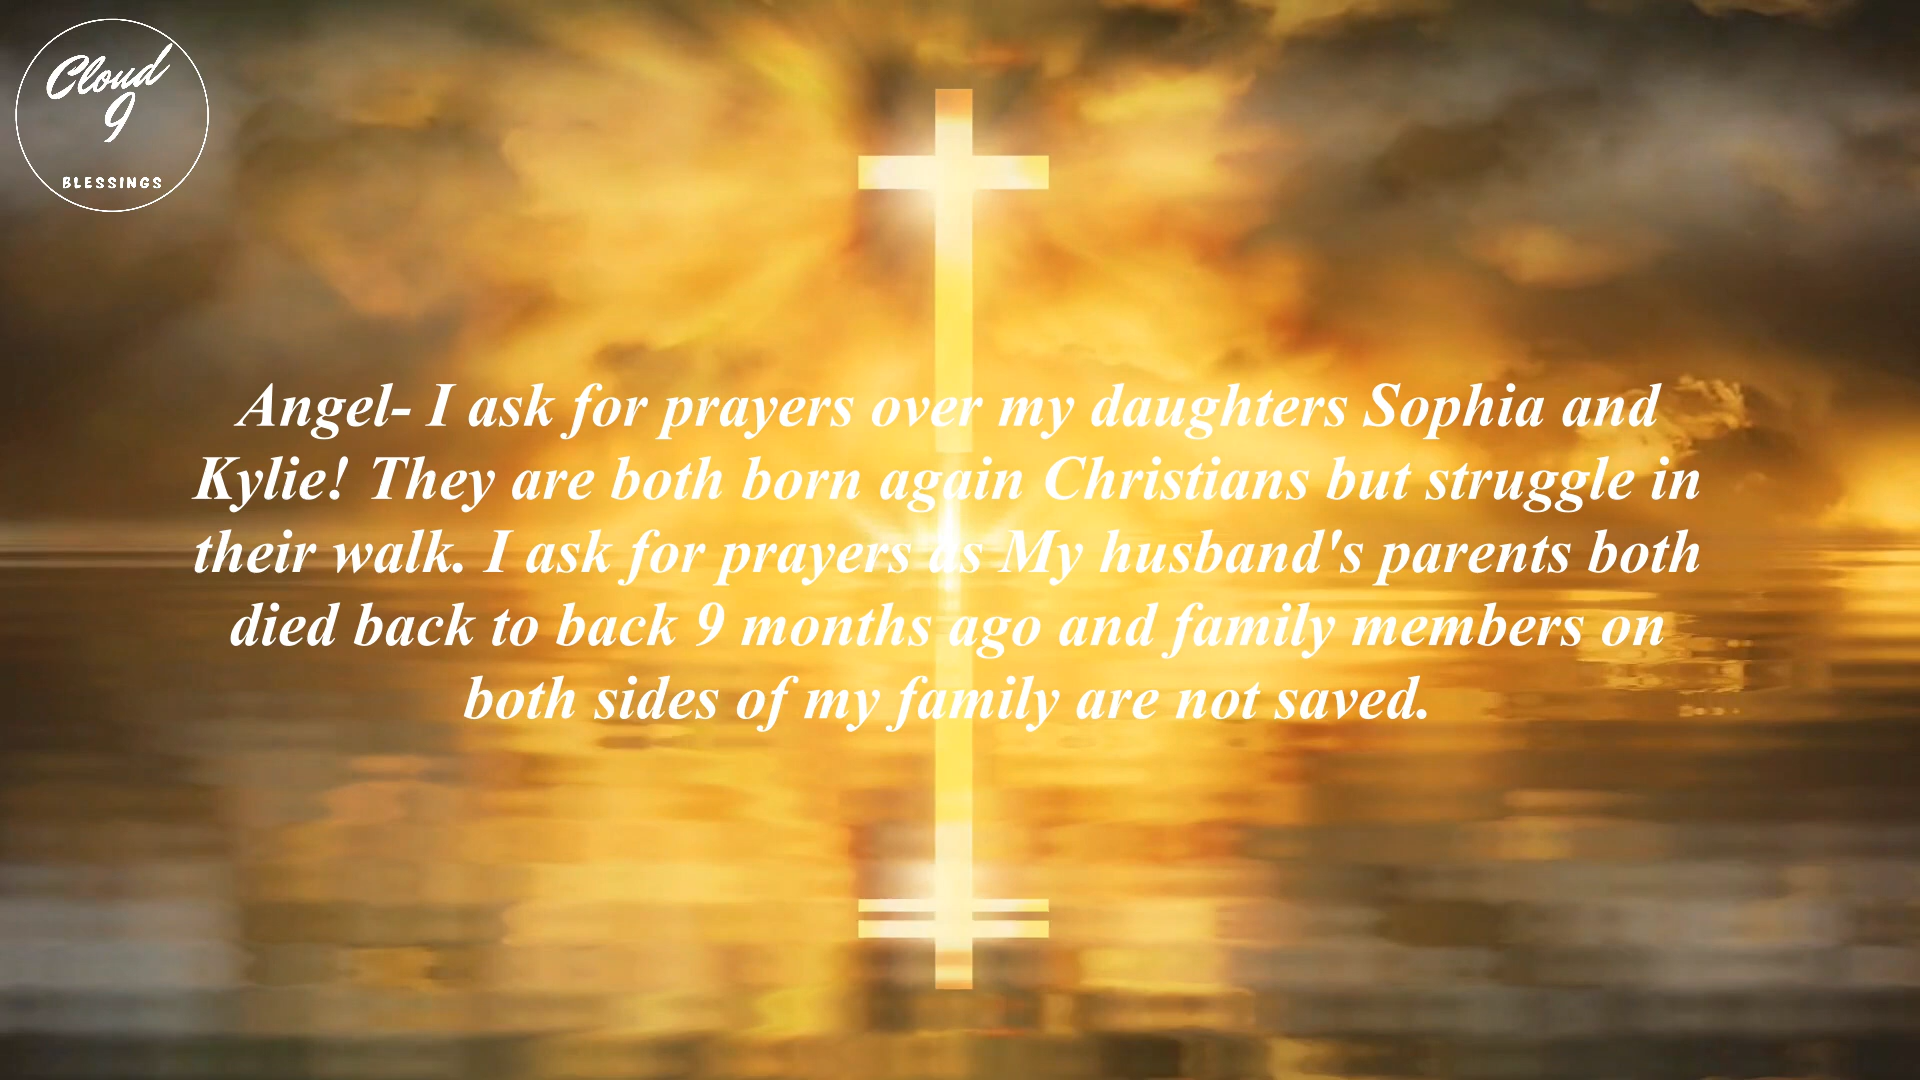 Cloud
9
BLESSINGS
Angel- I ask for prayers over my daughters Sophia and
Kylie! They are both born again Christians but struggle in
their walk. I ask for prayers as My husband's parents both
died back to back 9 months ago and family members on
both sides of my family are not saved.